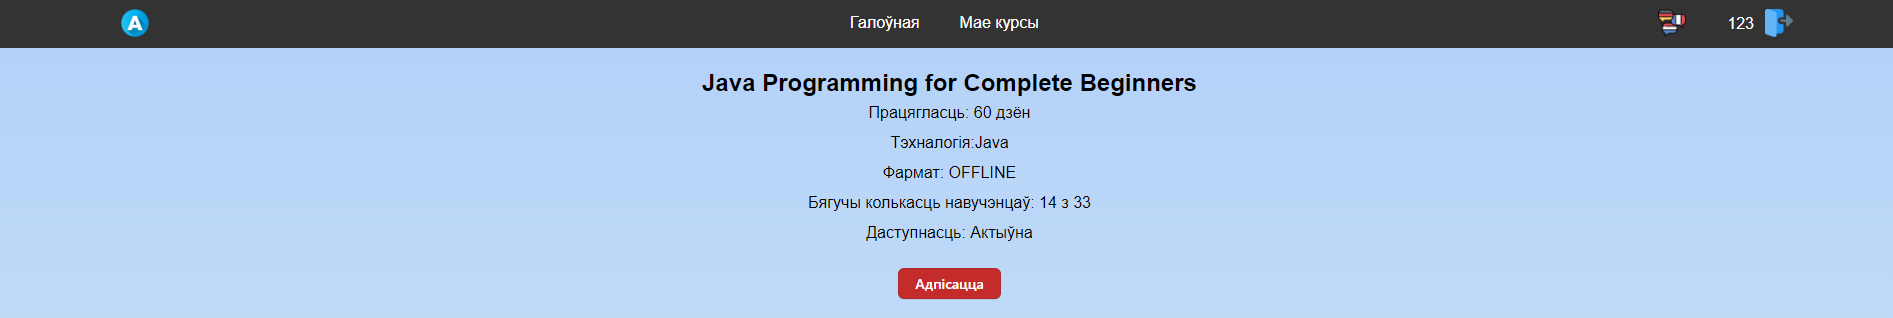 A Галоўная Мае курсы 123
Java Programming for Complete Beginners
Працягласць: 60 дзён
Тэхналогія:Java
Фармат: OFFLINE
Бягучы колькасць навучэнцаў: 14 з 33
Даступнасць: Актыўна
Адпісацца